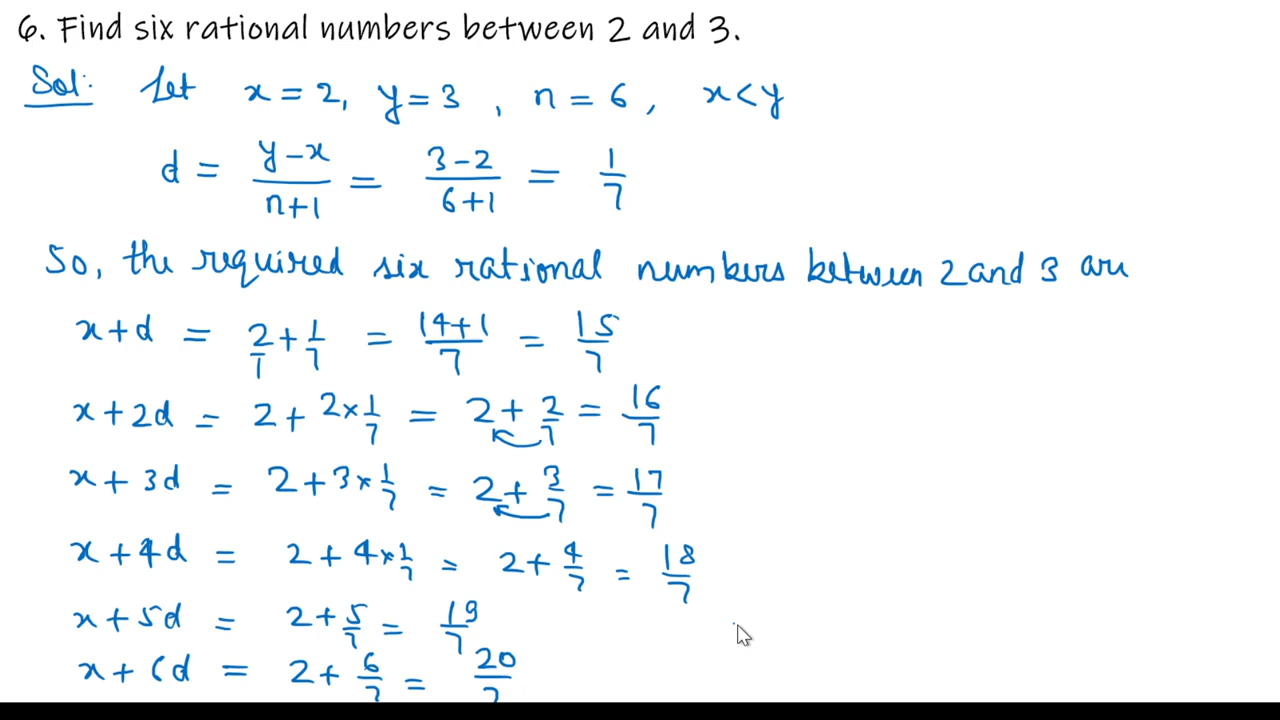 6. Find six rational numbers between 2 and 3.
Sol: Let x = 2, y = 3 , n = 6 , x < y
d = (y-x)/(n+1) = (3-2)/(6+1) = 1/7
So, the required six rational numbers between 2 and 3 are
x+d = 2/1 + 1/7 = (14+1)/7 = 15/7
x+2d = 2 + 2×1/7 = 2 + 2/7 = 16/7
x+3d = 2 + 3×1/7 = 2 + 3/7 = 17/7
x+4d = 2 + 4×1/7 = 2 + 4/7 = 18/7
x+5d = 2 + 5/7 = 19/7
x+6d = 2 + 6/7 = 20/7